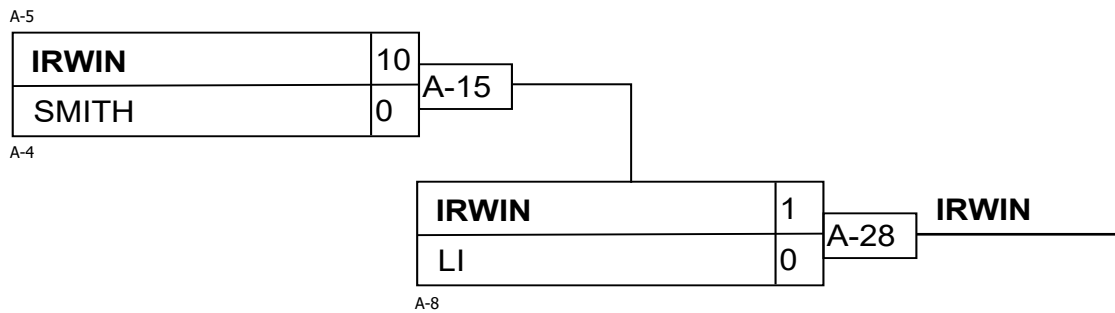 A-5
IRWIN 10
A-15
SMITH 0
A-4
IRWIN 1
IRWIN
A-28
LI 0
A-8